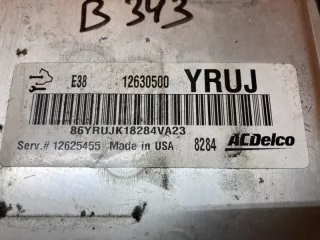 B 343
E38 12630500 YRUJ
86YRUJK18284VA23
Serv.# 12625455 Made in USA 8284 ACDelco